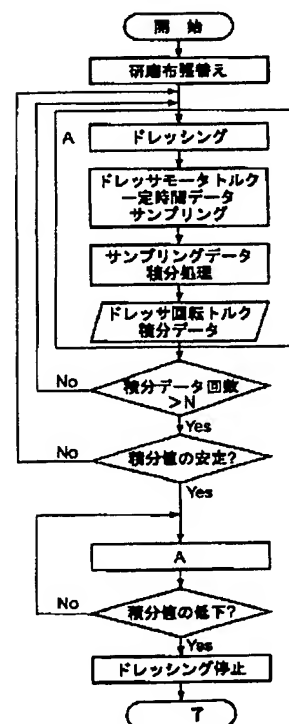 開 始
研磨布張替え
A
ドレッシング
ドレッサモータトルク
一定時間データ
サンプリング
サンプリングデータ
積分処理
ドレッサ回転トルク
積分データ
No
積分データ回数
>N
Yes
No
積分値の安定?
Yes
A
No
積分値の低下?
Yes
ドレッシング停止
了